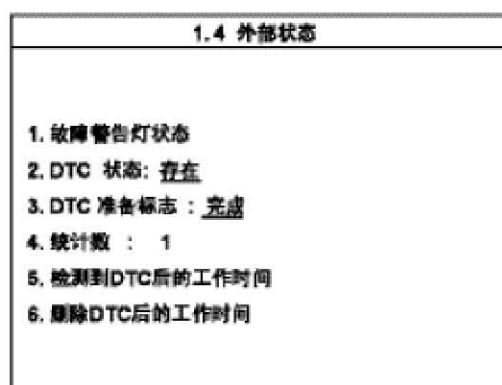 1.4 外部状态
1. 故障警告灯状态
2. DTC 状态: 存在
3. DTC 准备标志 : 完成
4. 统计数 : 1
5. 检测到DTC后的工作时间
6. 删除DTC后的工作时间